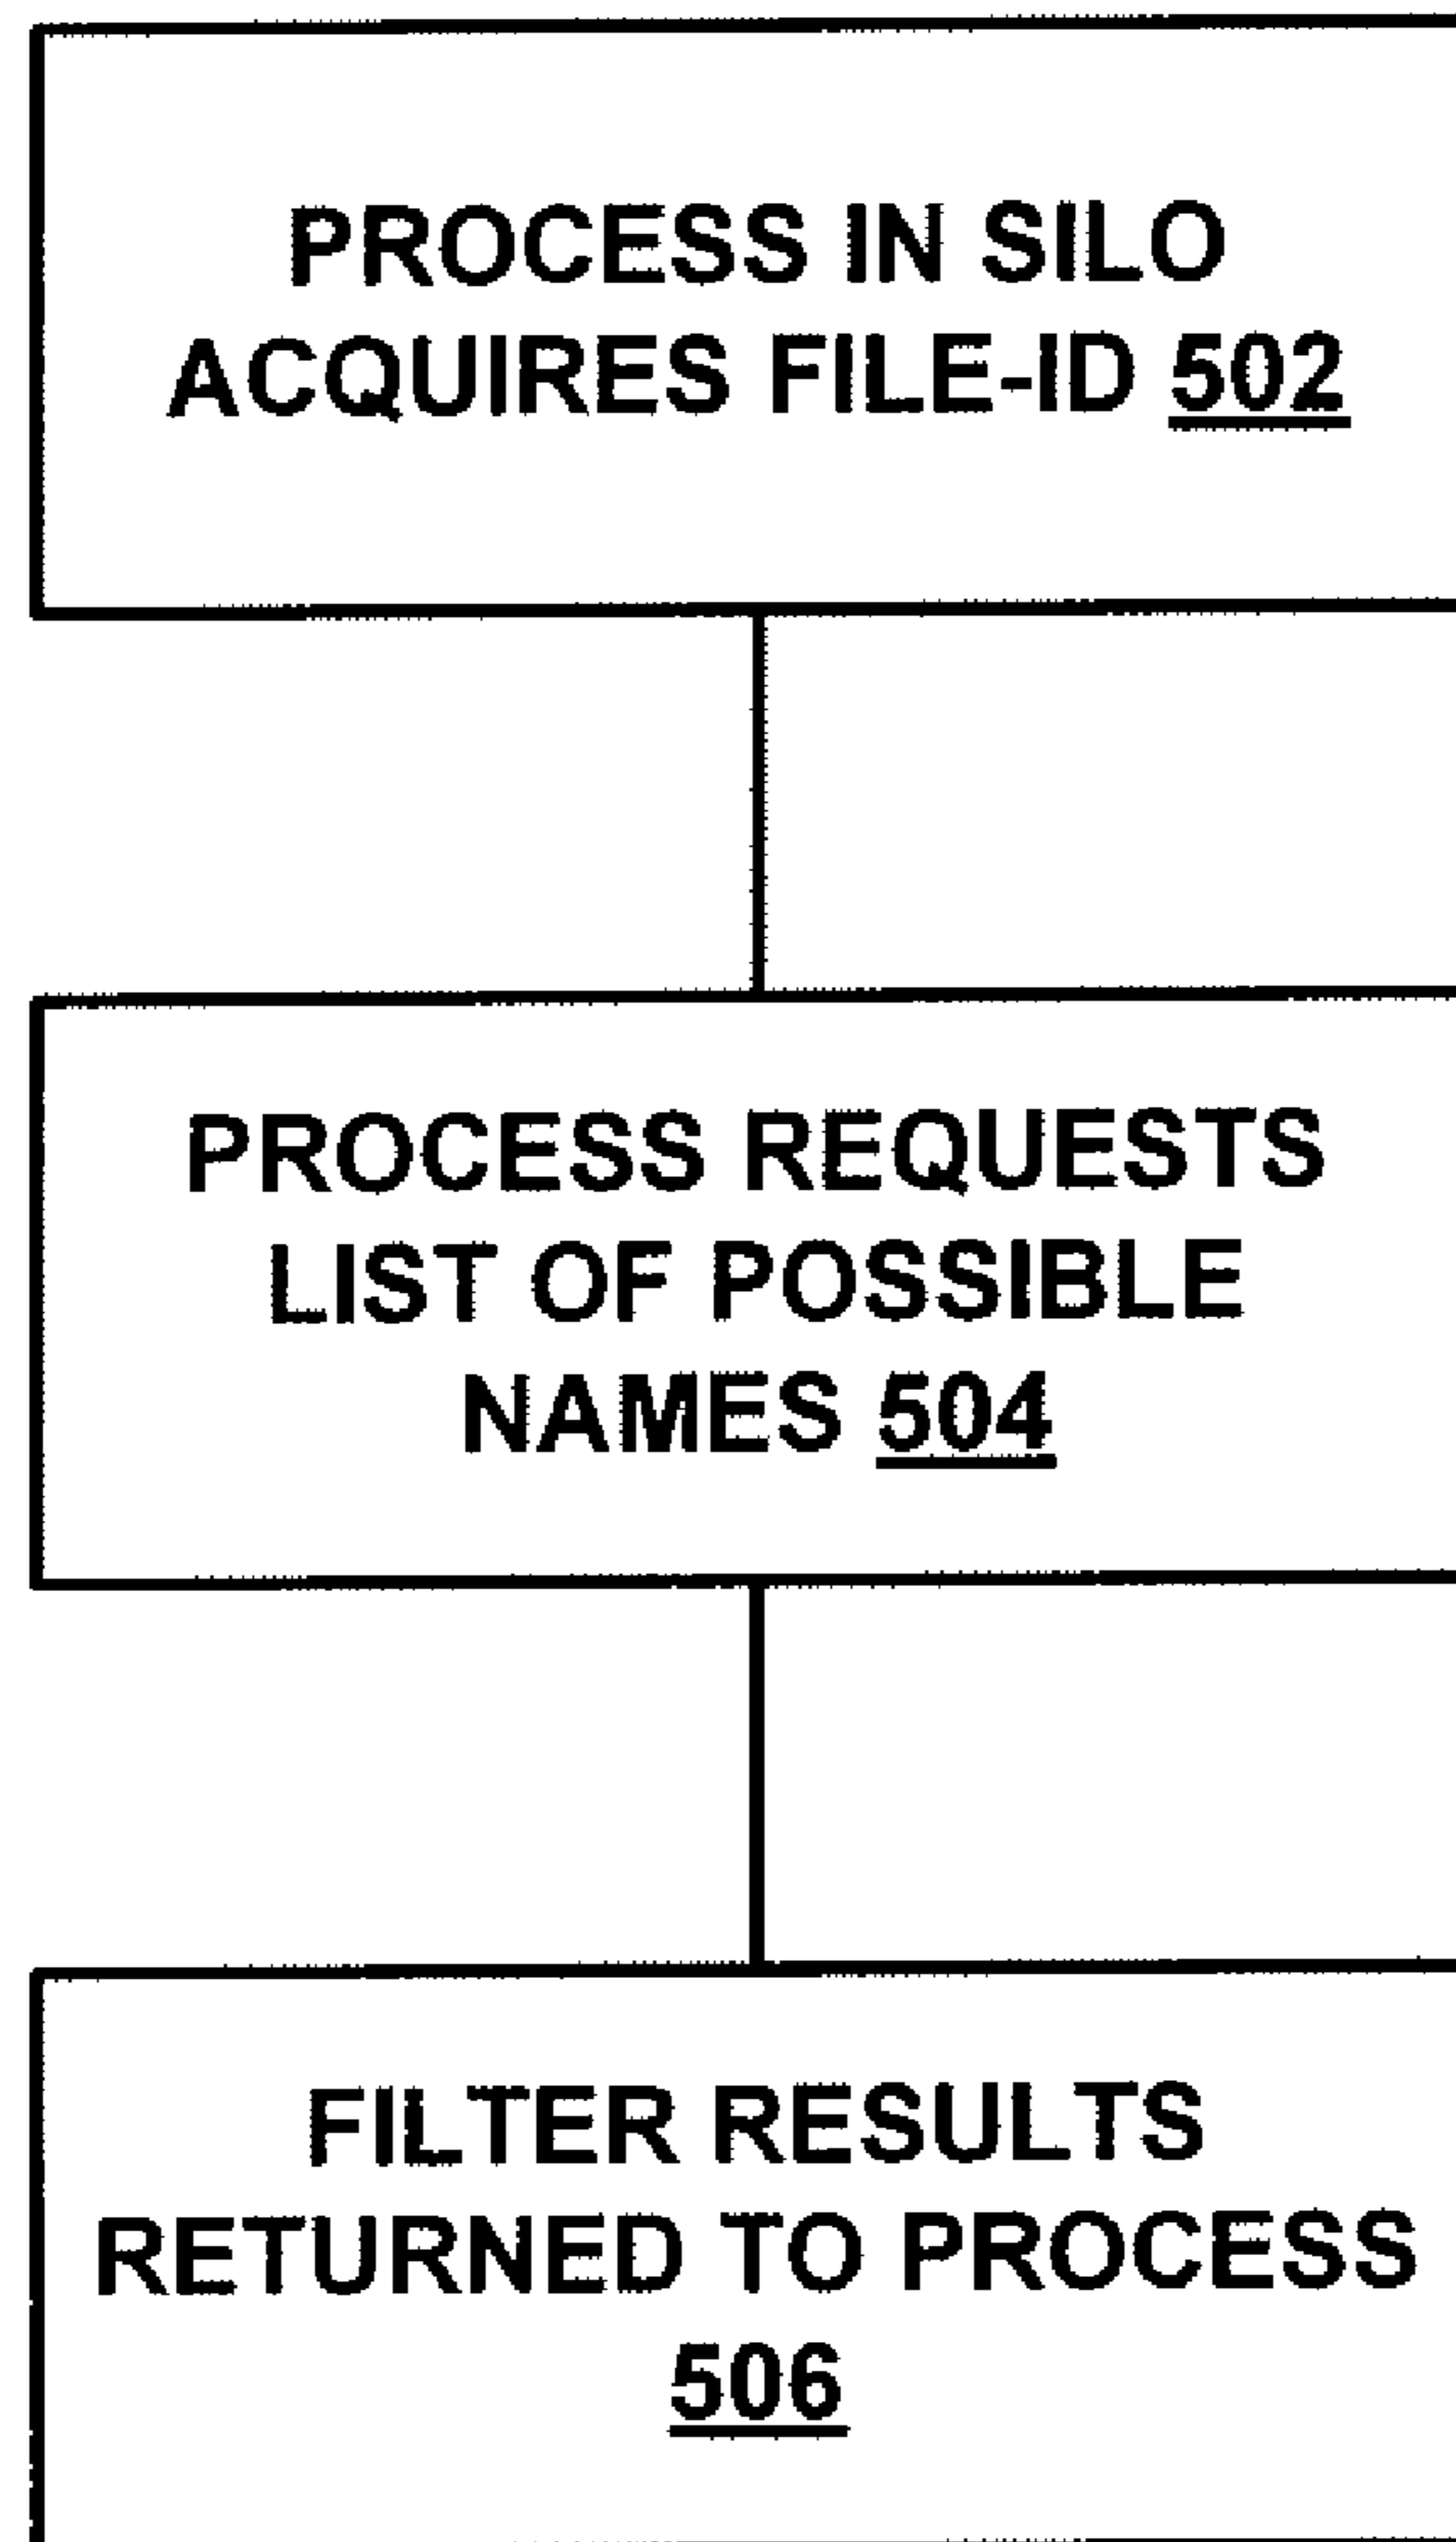 PROCESS IN SILO
ACQUIRES FILE-ID 502
PROCESS REQUESTS
LIST OF POSSIBLE
NAMES 504
FILTER RESULTS
RETURNED TO PROCESS
506